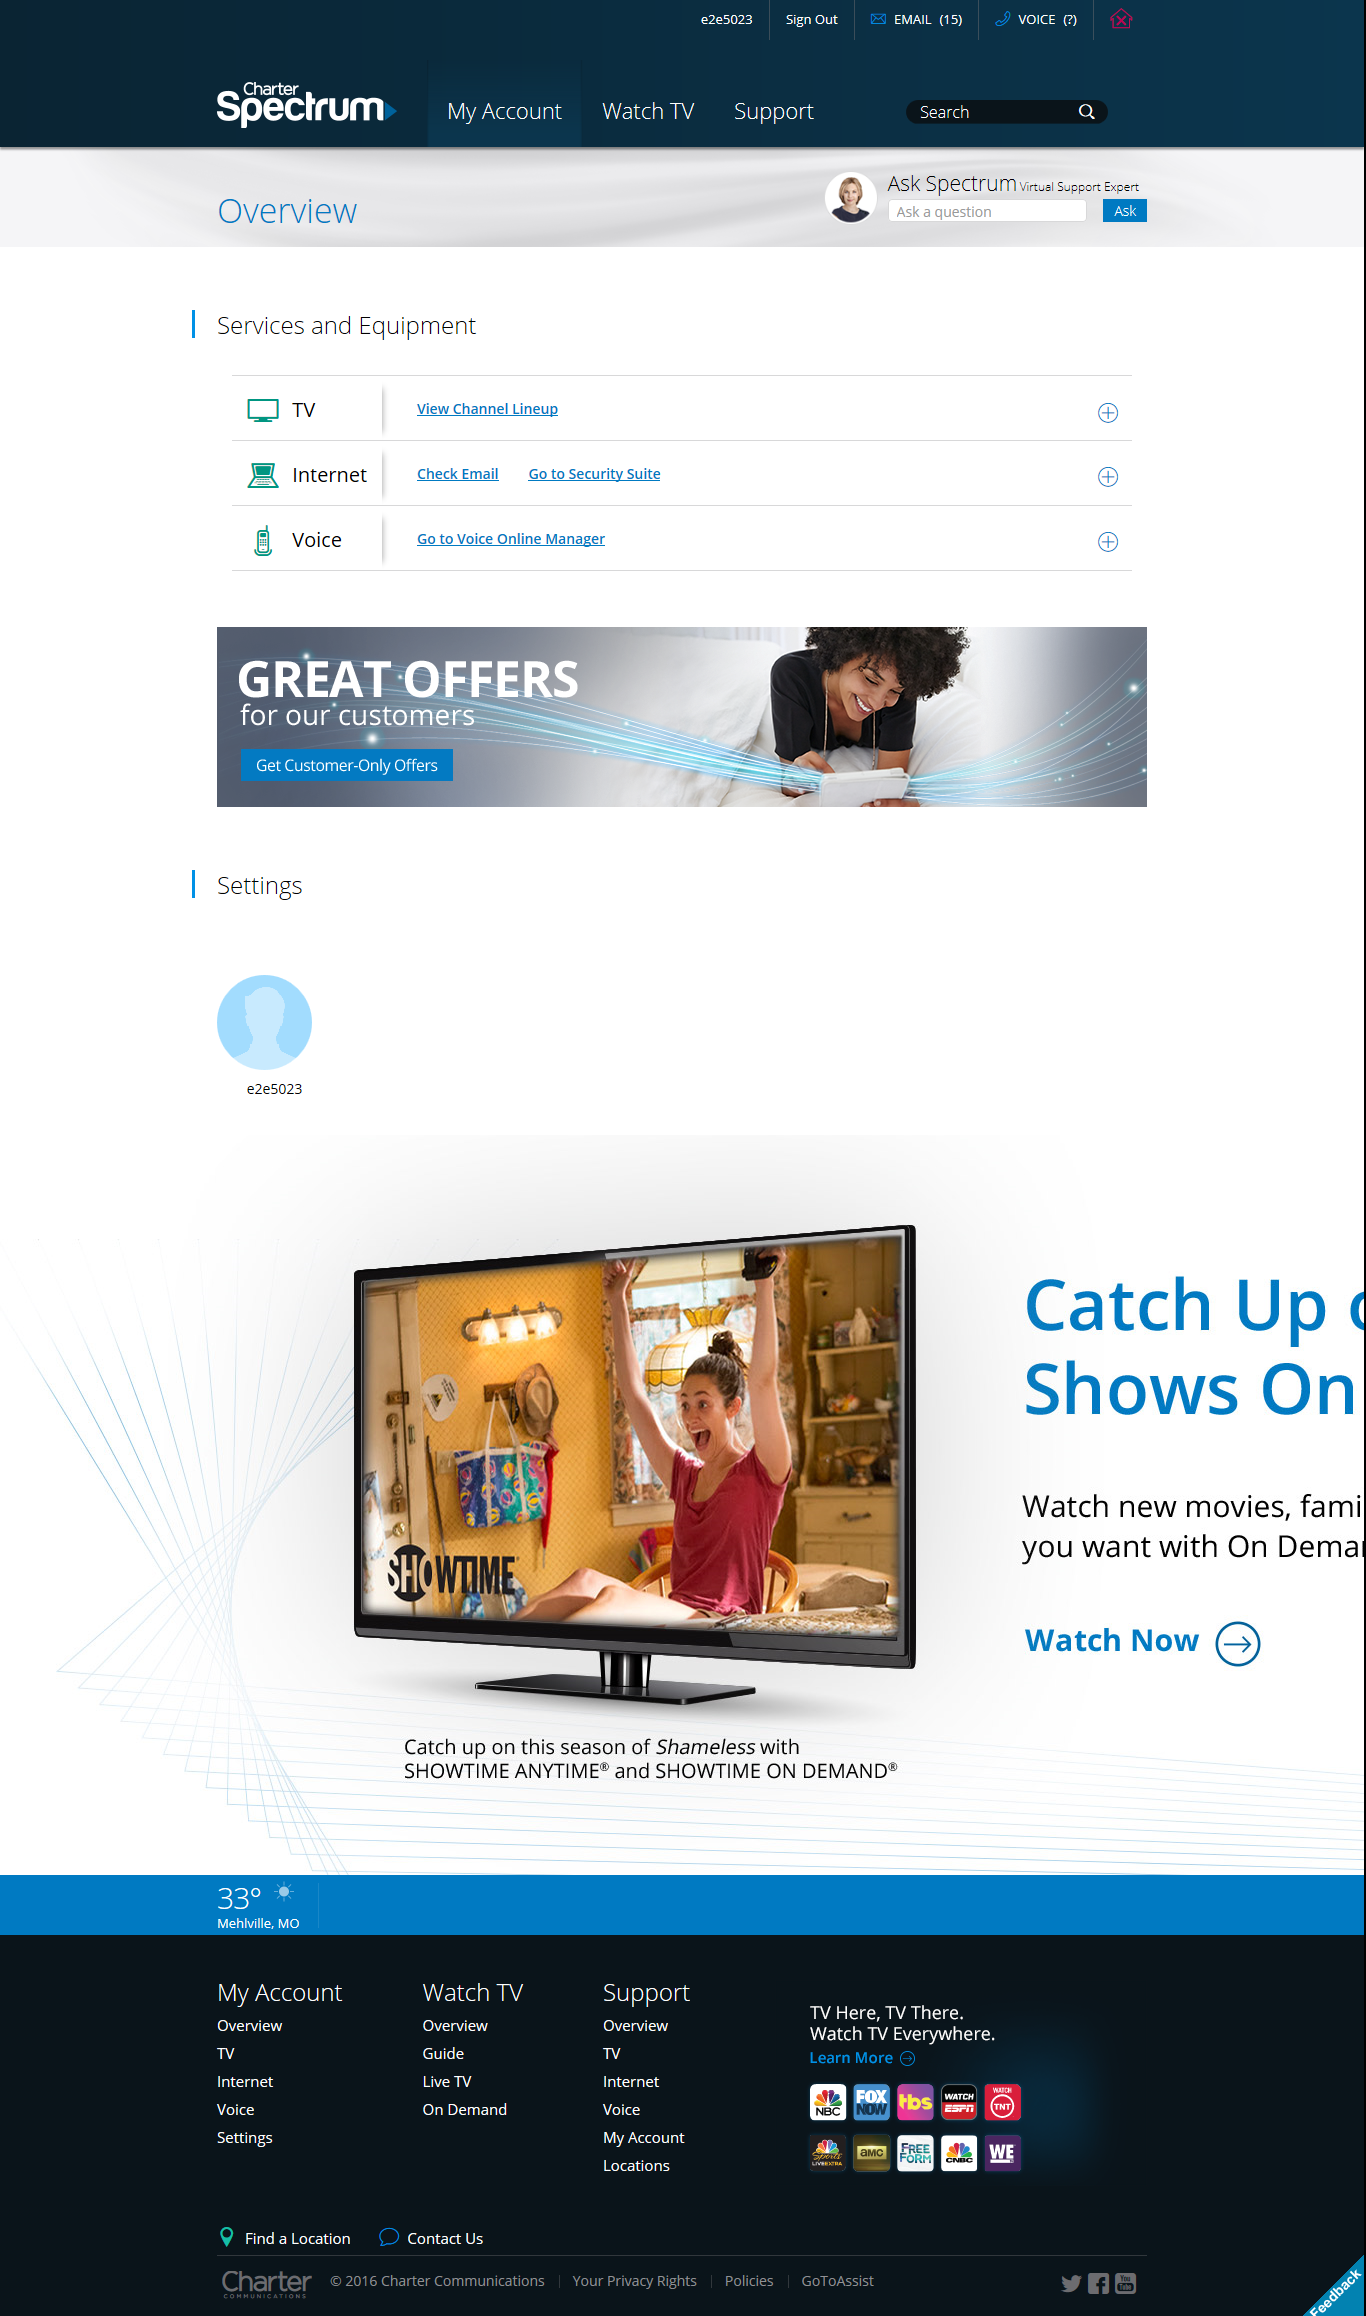 e2e5023
Sign Out
EMAIL (15)
VOICE (?)
Charter
Spectrum
My Account
Watch TV
Support
Search
Overview
Ask Spectrum Virtual Support Expert
Ask a question
Ask
Services and Equipment
TV
View Channel Lineup
Internet
Check Email
Go to Security Suite
Voice
Go to Voice Online Manager
GREAT OFFERS
for our customers
Get Customer-Only Offers
Settings
e2e5023
Catch Up
Shows On
Watch new movies, fami
you want with On Dema
Watch Now
SHOWTIME
Catch up on this season of Shameless with
SHOWTIME ANYTIME® and SHOWTIME ON DEMAND®
33°
Mehlville, MO
My Account
Overview
TV
Internet
Voice
Settings
Watch TV
Overview
Guide
Live TV
On Demand
Support
Overview
TV
Internet
Voice
My Account
Locations
TV Here, TV There.
Watch TV Everywhere.
Learn More
NBC
FOX NOW
tbs
WATCH ESPN
WATCH TNT
Sports LIVE EXTRA
amc
FREE FORM
CNBC
WE
Find a Location
Contact Us
Charter
COMMUNICATIONS
© 2016 Charter Communications
Your Privacy Rights
Policies
GoToAssist
You Tube
Feedback